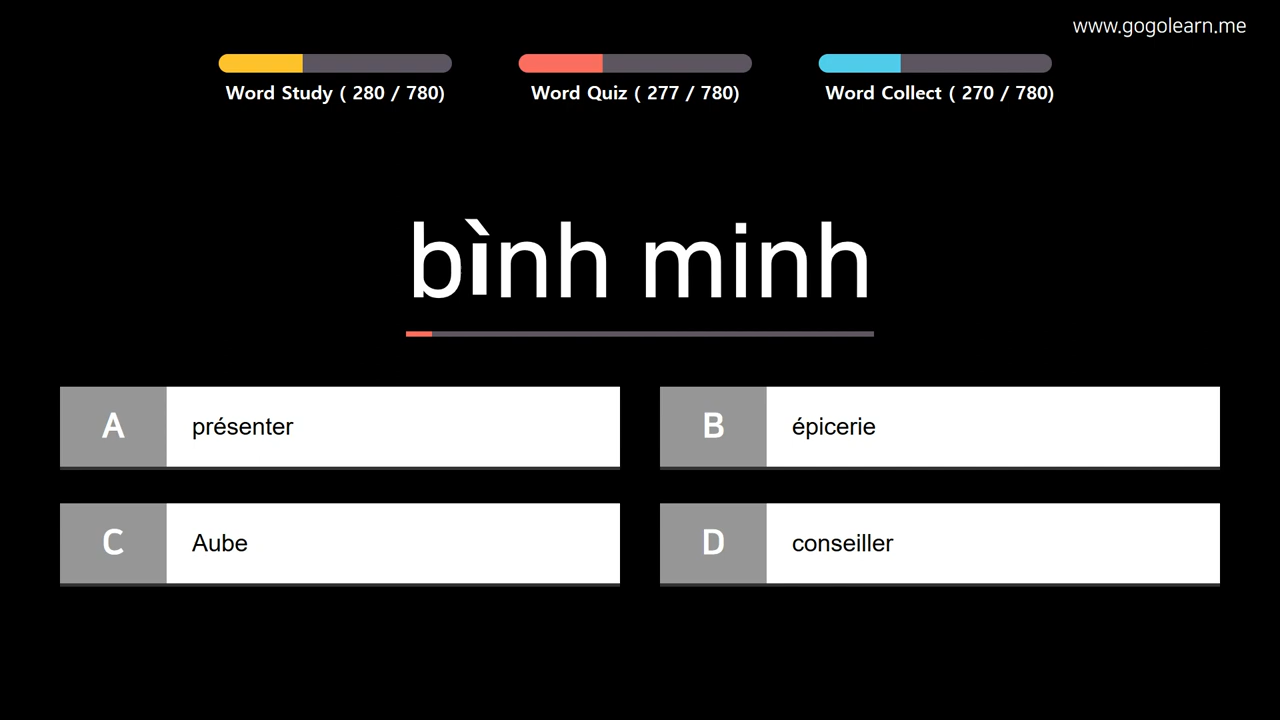 www.gogolearn.me
Word Study ( 280 / 780)
Word Quiz ( 277 / 780)
Word Collect ( 270 / 780)
bình minh
A présenter
B épicerie
C Aube
D conseiller